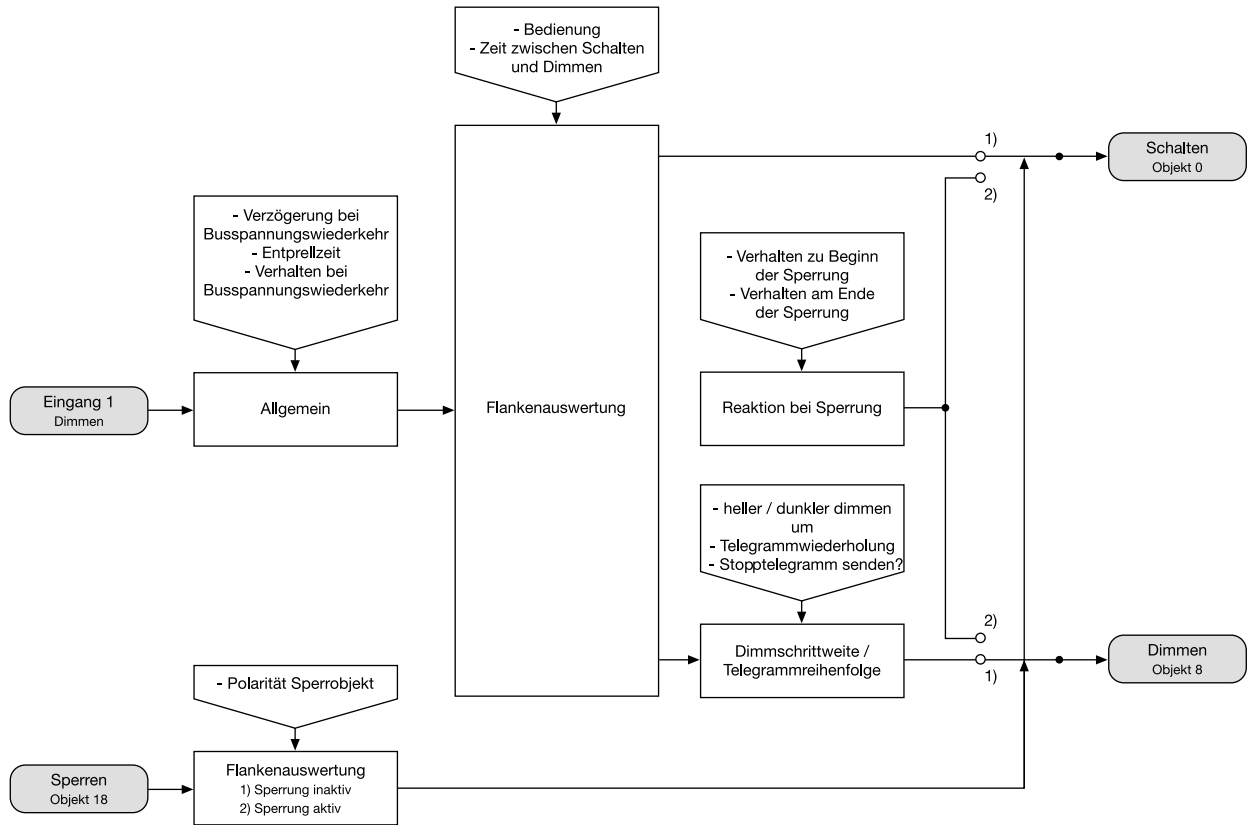 - Bedienung
- Zeit zwischen Schalten
und Dimmen
1)
Schalten
Objekt 0
2)
- Verzögerung bei
Busspannungswiederkehr
- Entprellzeit
- Verhalten bei
Busspannungswiederkehr
- Verhalten zu Beginn
der Sperrung
- Verhalten am Ende
der Sperrung
Eingang 1
Dimmen
Allgemein
Flankenauswertung
Reaktion bei Sperrung
- heller / dunkler dimmen
um
- Telegrammwiederholung
- Stopptelegramm senden?
2)
Dimmschrittweite /
Telegrammreihenfolge
1)
Dimmen
Objekt 8
- Polarität Sperrobjekt
Sperren
Objekt 18
Flankenauswertung
1) Sperrung inaktiv
2) Sperrung aktiv